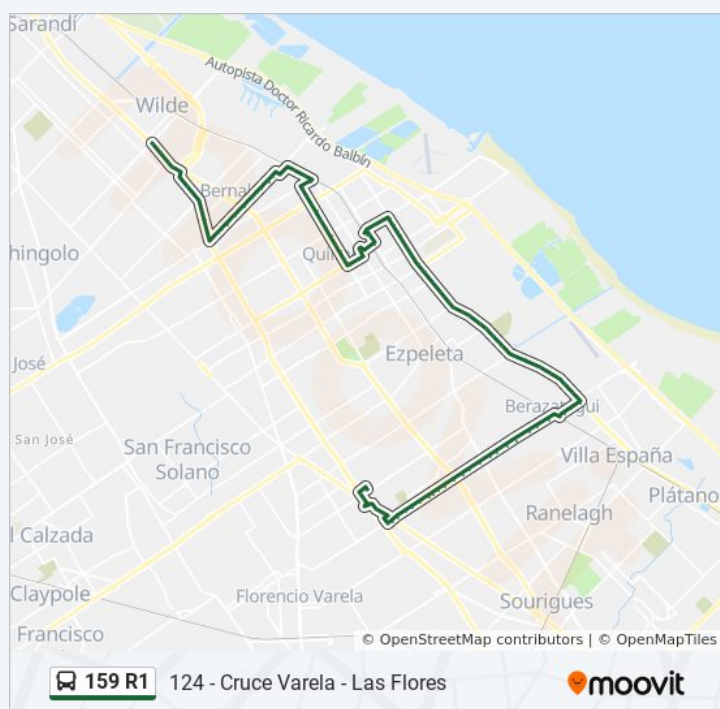 Sarandí
Autopista Doctor Ricardo Balbín
Wilde
Bernal
hingolo
Quil
José
Ezpeleta
Berazategui
San José
San Francisco
Solano
Villa España
Plátano
l Calzada
Ranelagh
Claypole
Florencio Varela
Sourigues
Francisco
© OpenStreetMap contributors | © OpenMapTiles
159 R1 124 - Cruce Varela - Las Flores
moovit